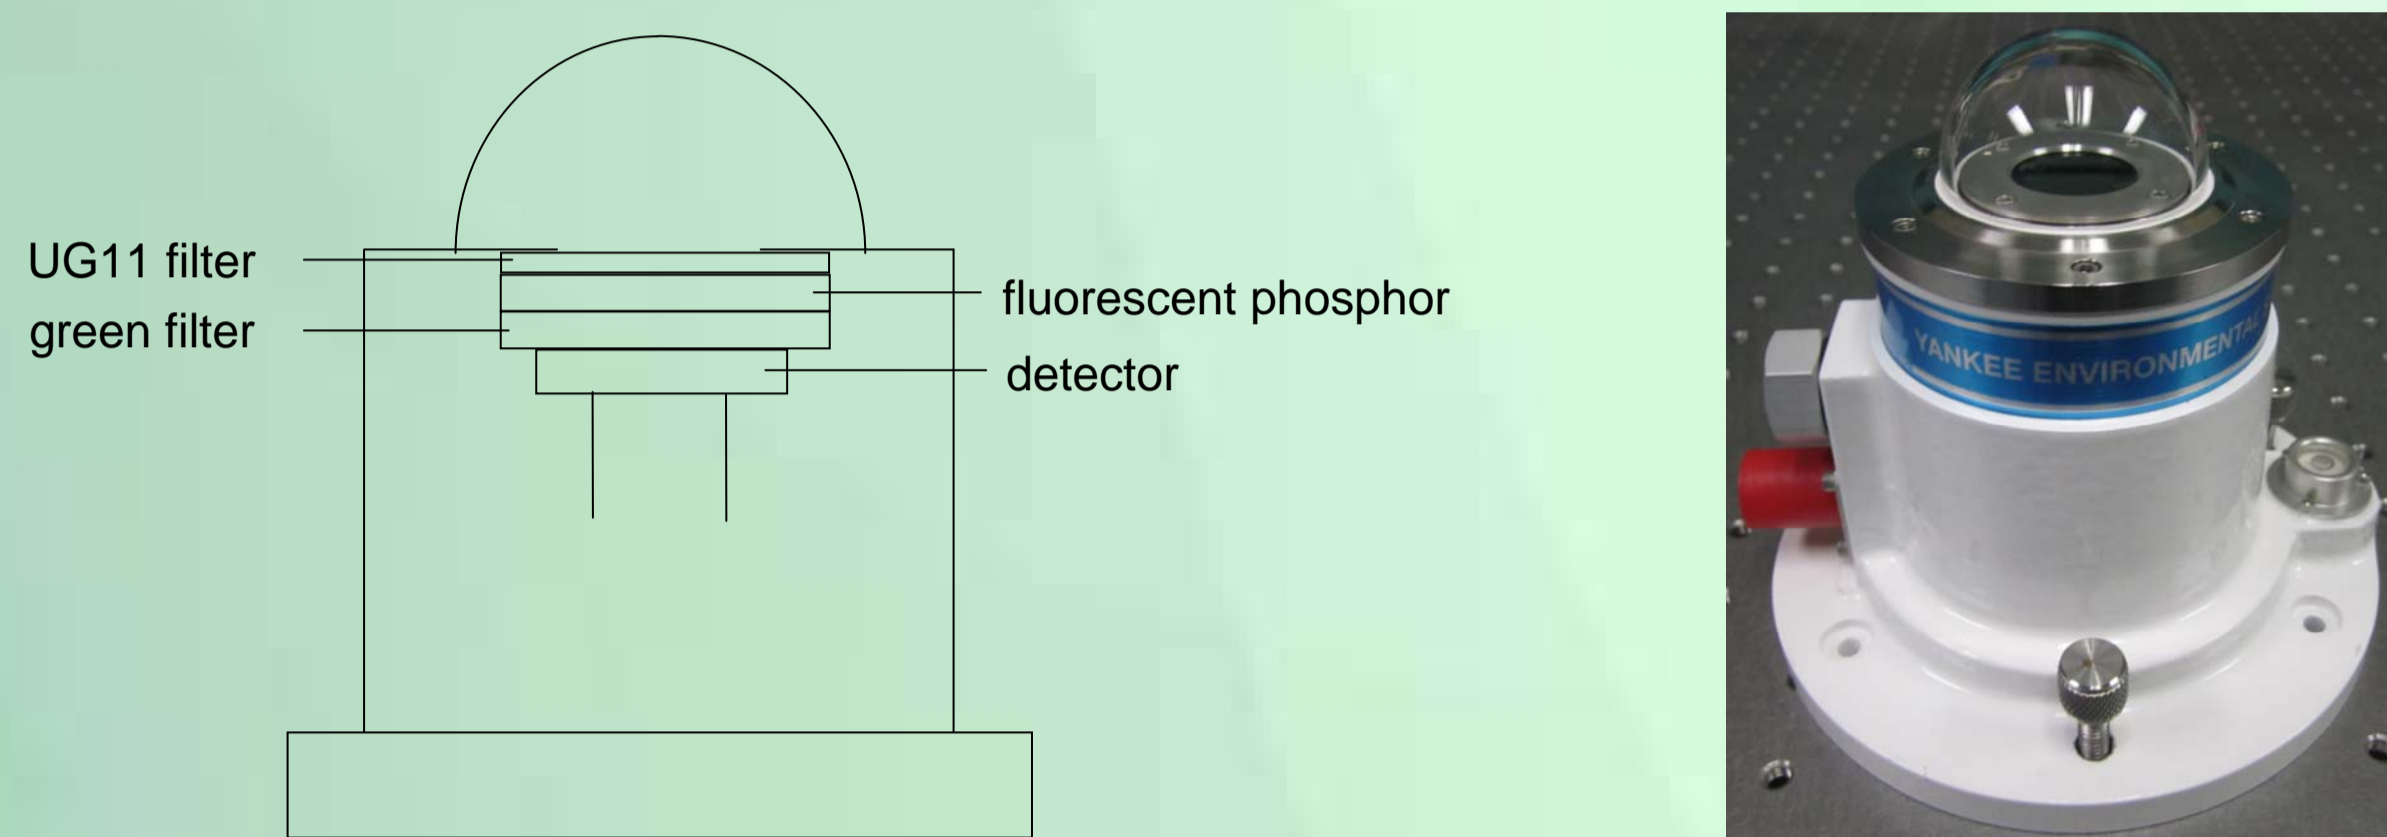 UG11 filter
green filter
fluorescent phosphor
detector
YANKEE ENVIRONMENTAL